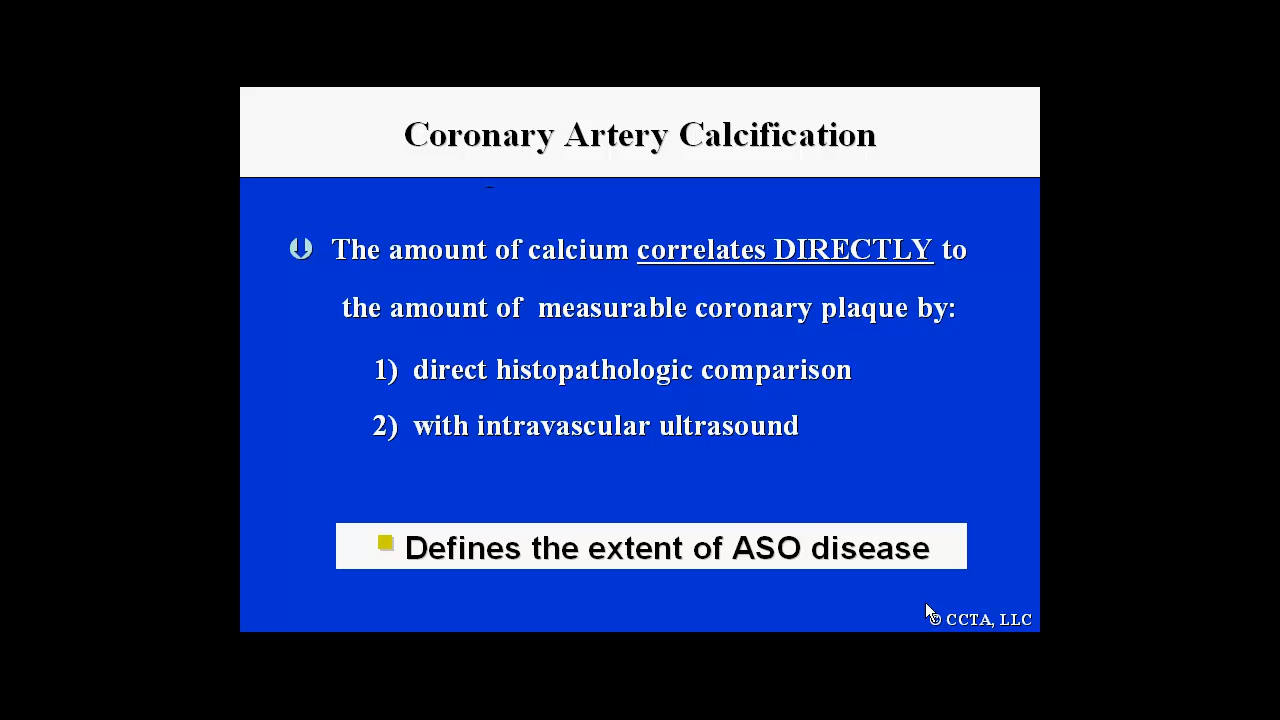 Coronary Artery Calcification
The amount of calcium correlates DIRECTLY to
the amount of measurable coronary plaque by:
1) direct histopathologic comparison
2) with intravascular ultrasound
Defines the extent of ASO disease
© CCTA, LLC